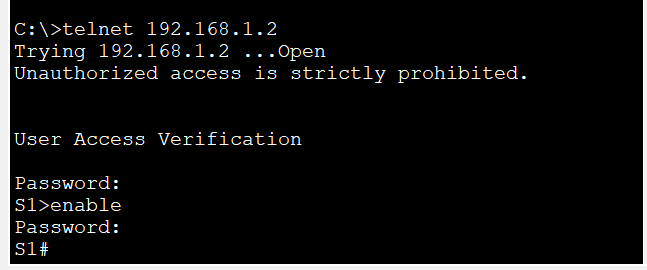 C:\>telnet 192.168.1.2
Trying 192.168.1.2 ...Open
Unauthorized access is strictly prohibited.
User Access Verification
Password:
S1>enable
Password:
S1#